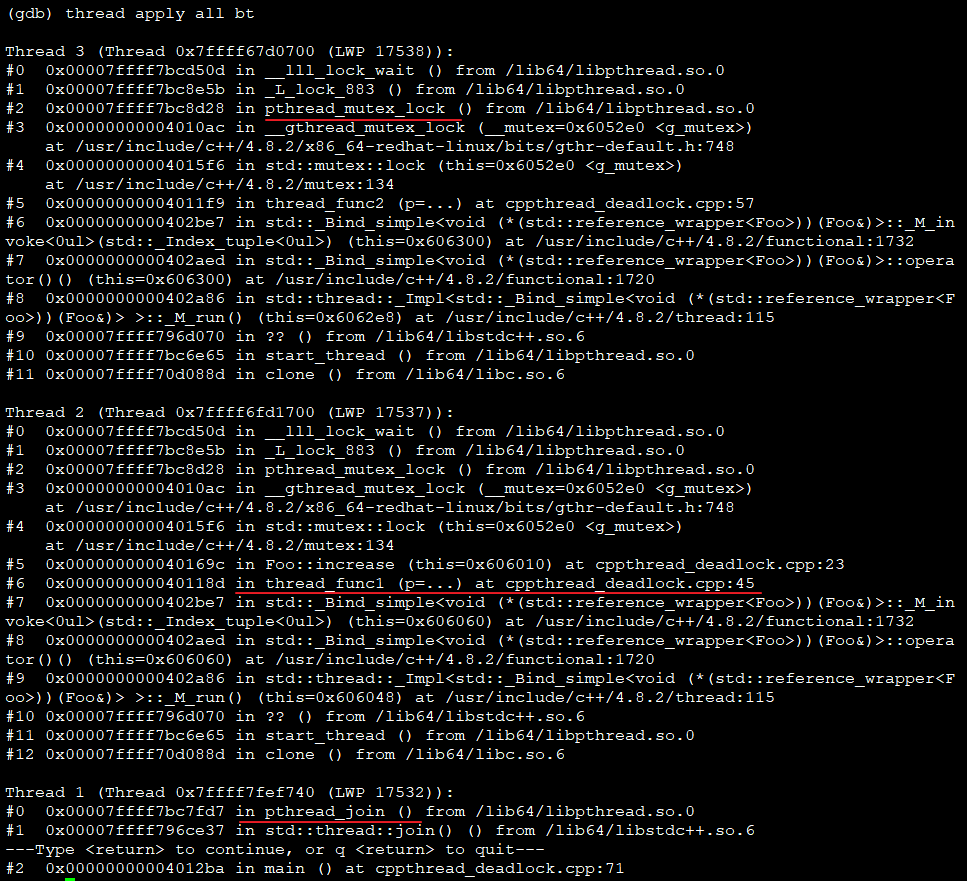 (gdb) thread apply all bt
Thread 3 (Thread 0x7ffff67d0700 (LWP 17538)):
#0  0x00007ffff7bcd50d in __lll_lock_wait () from /lib64/libpthread.so.0
#1  0x00007ffff7bc8e5b in _L_lock_883 () from /lib64/libpthread.so.0
#2  0x00007ffff7bc8d28 in pthread_mutex_lock () from /lib64/libpthread.so.0
#3  0x00000000004010ac in __gthread_mutex_lock (__mutex=0x6052e0 <g_mutex>)
    at /usr/include/c++/4.8.2/x86_64-redhat-linux/bits/gthr-default.h:748
#4  0x00000000004015f6 in std::mutex::lock (this=0x6052e0 <g_mutex>)
    at /usr/include/c++/4.8.2/mutex:134
#5  0x00000000004011f9 in thread_func2 (p=...) at cppthread_deadlock.cpp:57
#6  0x0000000000402be7 in std::_Bind_simple<void (*(std::reference_wrapper<Foo>))(Foo&)>::_M_in
voke<0ul>(std::_Index_tuple<0ul>) (this=0x606300) at /usr/include/c++/4.8.2/functional:1732
#7  0x0000000000402aed in std::_Bind_simple<void (*(std::reference_wrapper<Foo>))(Foo&)>::opera
tor()() (this=0x606300) at /usr/include/c++/4.8.2/functional:1720
#8  0x0000000000402a86 in std::thread::_Impl<std::_Bind_simple<void (*(std::reference_wrapper<F
oo>))(Foo&)> >::_M_run() (this=0x6062e8) at /usr/include/c++/4.8.2/thread:115
#9  0x00007ffff796d070 in ?? () from /lib64/libstdc++.so.6
#10 0x00007ffff7bc6e65 in start_thread () from /lib64/libpthread.so.0
#11 0x00007ffff70d088d in clone () from /lib64/libc.so.6
Thread 2 (Thread 0x7ffff6fd1700 (LWP 17537)):
#0  0x00007ffff7bcd50d in __lll_lock_wait () from /lib64/libpthread.so.0
#1  0x00007ffff7bc8e5b in _L_lock_883 () from /lib64/libpthread.so.0
#2  0x00007ffff7bc8d28 in pthread_mutex_lock () from /lib64/libpthread.so.0
#3  0x00000000004010ac in __gthread_mutex_lock (__mutex=0x6052e0 <g_mutex>)
    at /usr/include/c++/4.8.2/x86_64-redhat-linux/bits/gthr-default.h:748
#4  0x00000000004015f6 in std::mutex::lock (this=0x6052e0 <g_mutex>)
    at /usr/include/c++/4.8.2/mutex:134
#5  0x000000000040169c in Foo::increase (this=0x606010) at cppthread_deadlock.cpp:23
#6  0x000000000040118d in thread_func1 (p=...) at cppthread_deadlock.cpp:45
#7  0x0000000000402be7 in std::_Bind_simple<void (*(std::reference_wrapper<Foo>))(Foo&)>::_M_in
voke<0ul>(std::_Index_tuple<0ul>) (this=0x606060) at /usr/include/c++/4.8.2/functional:1732
#8  0x0000000000402aed in std::_Bind_simple<void (*(std::reference_wrapper<Foo>))(Foo&)>::opera
tor()() (this=0x606060) at /usr/include/c++/4.8.2/functional:1720
#9  0x0000000000402a86 in std::thread::_Impl<std::_Bind_simple<void (*(std::reference_wrapper<F
oo>))(Foo&)> >::_M_run() (this=0x606048) at /usr/include/c++/4.8.2/thread:115
#10 0x00007ffff796d070 in ?? () from /lib64/libstdc++.so.6
#11 0x00007ffff7bc6e65 in start_thread () from /lib64/libpthread.so.0
#12 0x00007ffff70d088d in clone () from /lib64/libc.so.6
Thread 1 (Thread 0x7ffff7fef740 (LWP 17532)):
#0  0x00007ffff7bc7fd7 in pthread_join () from /lib64/libpthread.so.0
#1  0x00007ffff796ce37 in std::thread::join() () from /lib64/libstdc++.so.6
---Type <return> to continue, or q <return> to quit---
#2  0x00000000004012ba in main () at cppthread_deadlock.cpp:71